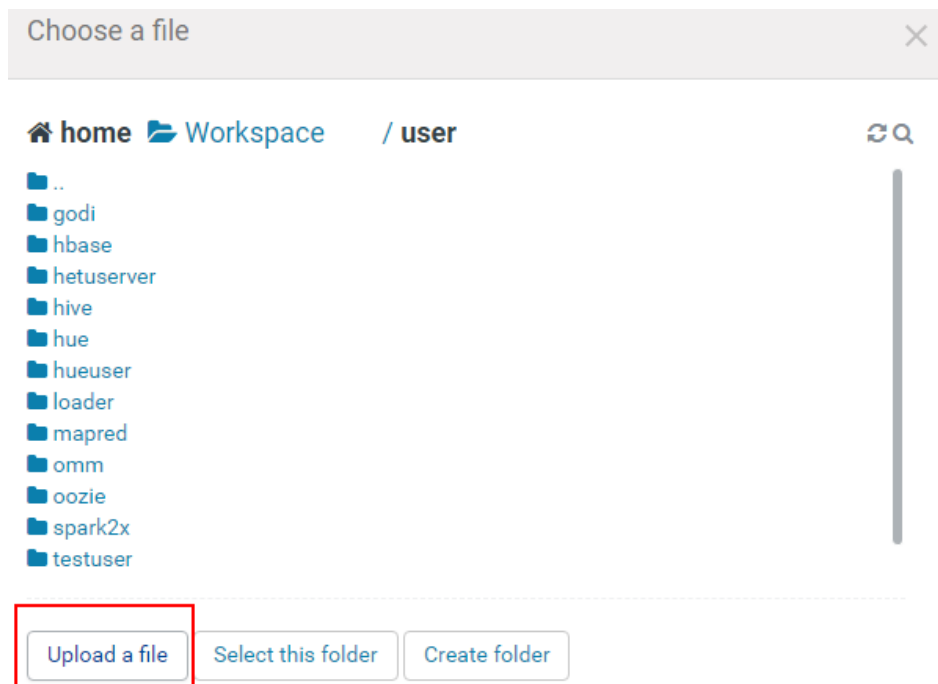 Choose a file
home Workspace / user
..
godi
hbase
hetuserver
hive
hue
hueuser
loader
mapred
omm
oozie
spark2x
testuser
Upload a file Select this folder Create folder